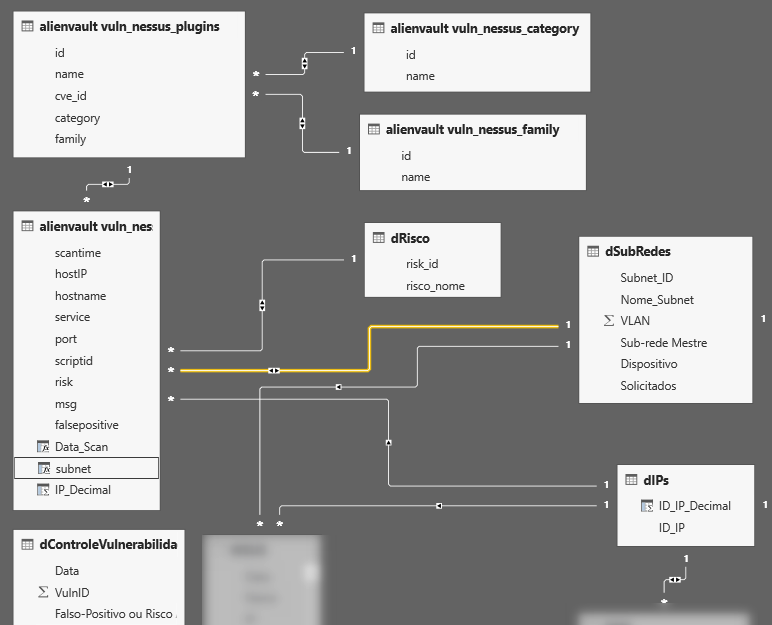 alienvault vuln_nessus_plugins
id
name
cve_id
category
family
alienvault vuln_nessus_category
id
name
alienvault vuln_nessus_family
id
name
* 1
* 1
1
*
alienvault vuln_nes
scantime
hostIP
hostname
service
port
scriptid
risk
msg
falsepositive
Data_Scan
subnet
IP_Decimal
dRisco
risk_id
risco_nome
dSubRedes
Subnet_ID
Nome_Subnet
Σ VLAN
Sub-rede Mestre
Dispositivo
Solicitados
1
1
1
1
*
*
*
dIPs
ID_IP_Decimal
ID_IP
1
1
1
1
*
* *
dControleVulnerabilida
Data
Σ VulnID
Falso-Positivo ou Risco